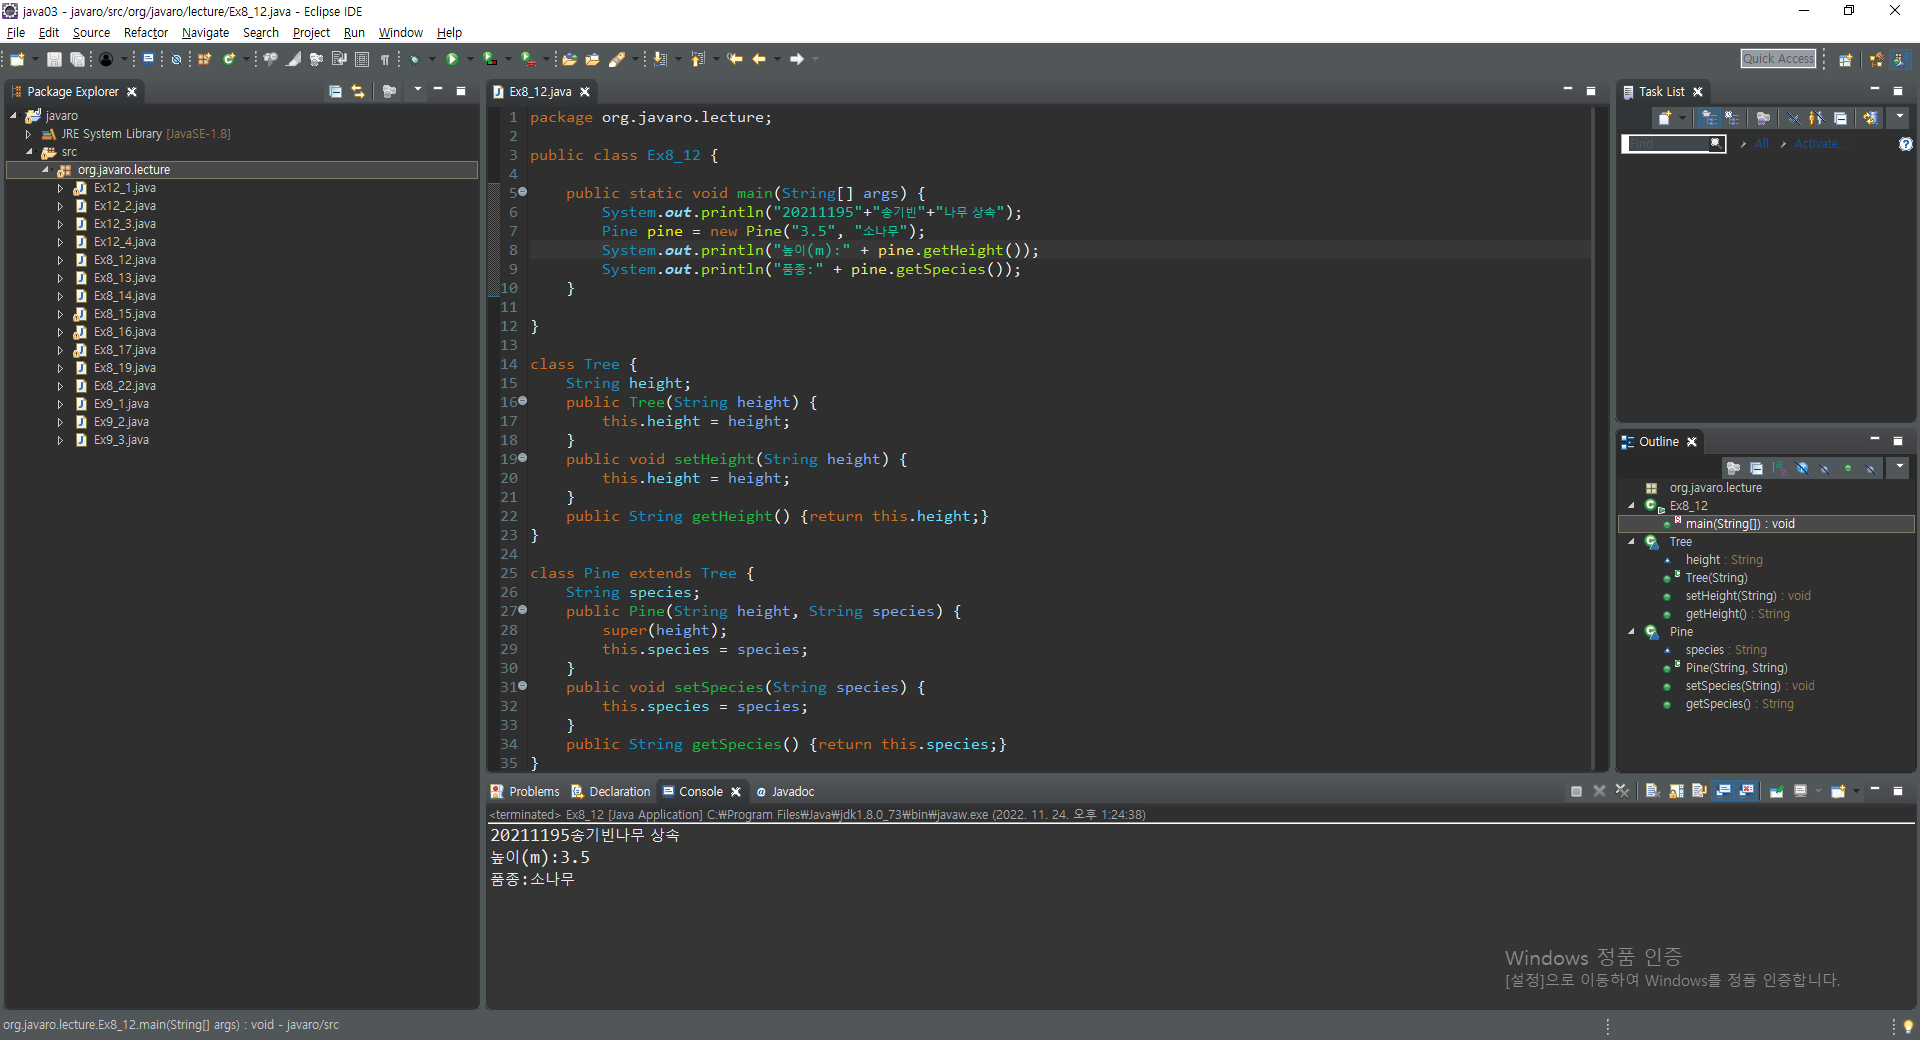 java03 - javaro/src/org/javaro/lecture/Ex8_12.java - Eclipse IDE
File Edit Source Refactor Navigate Search Project Run Window Help
Quick Access
Package Explorer
javaro
JRE System Library [JavaSE-1.8]
src
org.javaro.lecture
Ex12_1.java
Ex12_2.java
Ex12_3.java
Ex12_4.java
Ex8_12.java
Ex8_13.java
Ex8_14.java
Ex8_15.java
Ex8_16.java
Ex8_17.java
Ex8_19.java
Ex8_22.java
Ex9_1.java
Ex9_2.java
Ex9_3.java
Ex8_12.java
1 package org.javaro.lecture;
2
3 public class Ex8_12 {
4
5     public static void main(String[] args) {
6         System.out.println("20211195"+"송기빈"+"나무 상속");
7         Pine pine = new Pine("3.5", "소나무");
8         System.out.println("높이(m):" + pine.getHeight());
9         System.out.println("품종:" + pine.getSpecies());
10     }
11
12 }
13
14 class Tree {
15     String height;
16     public Tree(String height) {
17         this.height = height;
18     }
19     public void setHeight(String height) {
20         this.height = height;
21     }
22     public String getHeight() {return this.height;}
23 }
24
25 class Pine extends Tree {
26     String species;
27     public Pine(String height, String species) {
28         super(height);
29         this.species = species;
30     }
31     public void setSpecies(String species) {
32         this.species = species;
33     }
34     public String getSpecies() {return this.species;}
35 }
Task List
Find All Activate...
Outline
org.javaro.lecture
Ex8_12
main(String[]) : void
Tree
height : String
Tree(String)
setHeight(String) : void
getHeight() : String
Pine
species : String
Pine(String, String)
setSpecies(String) : void
getSpecies() : String
Problems Declaration Console Javadoc
<terminated> Ex8_12 [Java Application] C:₩Program Files₩Java₩jdk1.8.0_73₩bin₩javaw.exe (2022. 11. 24. 오후 1:24:38)
20211195송기빈나무 상속
높이(m):3.5
품종:소나무
Windows 정품 인증
[설정]으로 이동하여 Windows를 정품 인증합니다.
org.javaro.lecture.Ex8_12.main(String[] args) : void - javaro/src